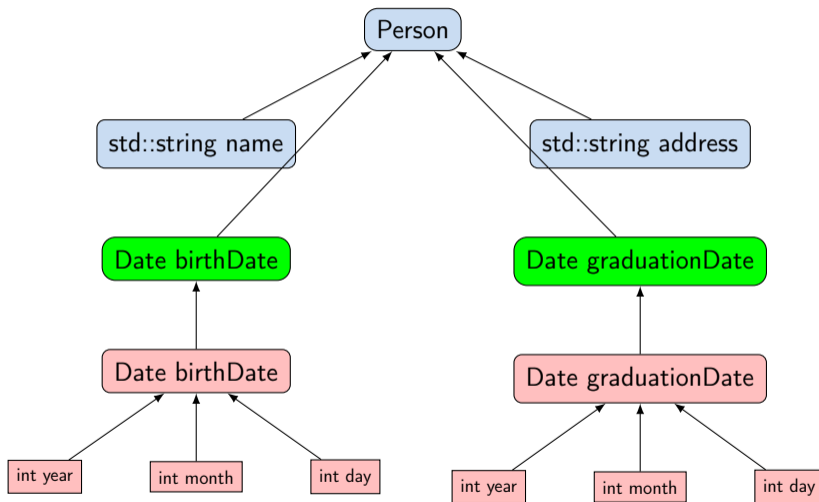 Person
std::string name
std::string address
Date birthDate
Date graduationDate
Date birthDate
Date graduationDate
int year
int month
int day
int year
int month
int day